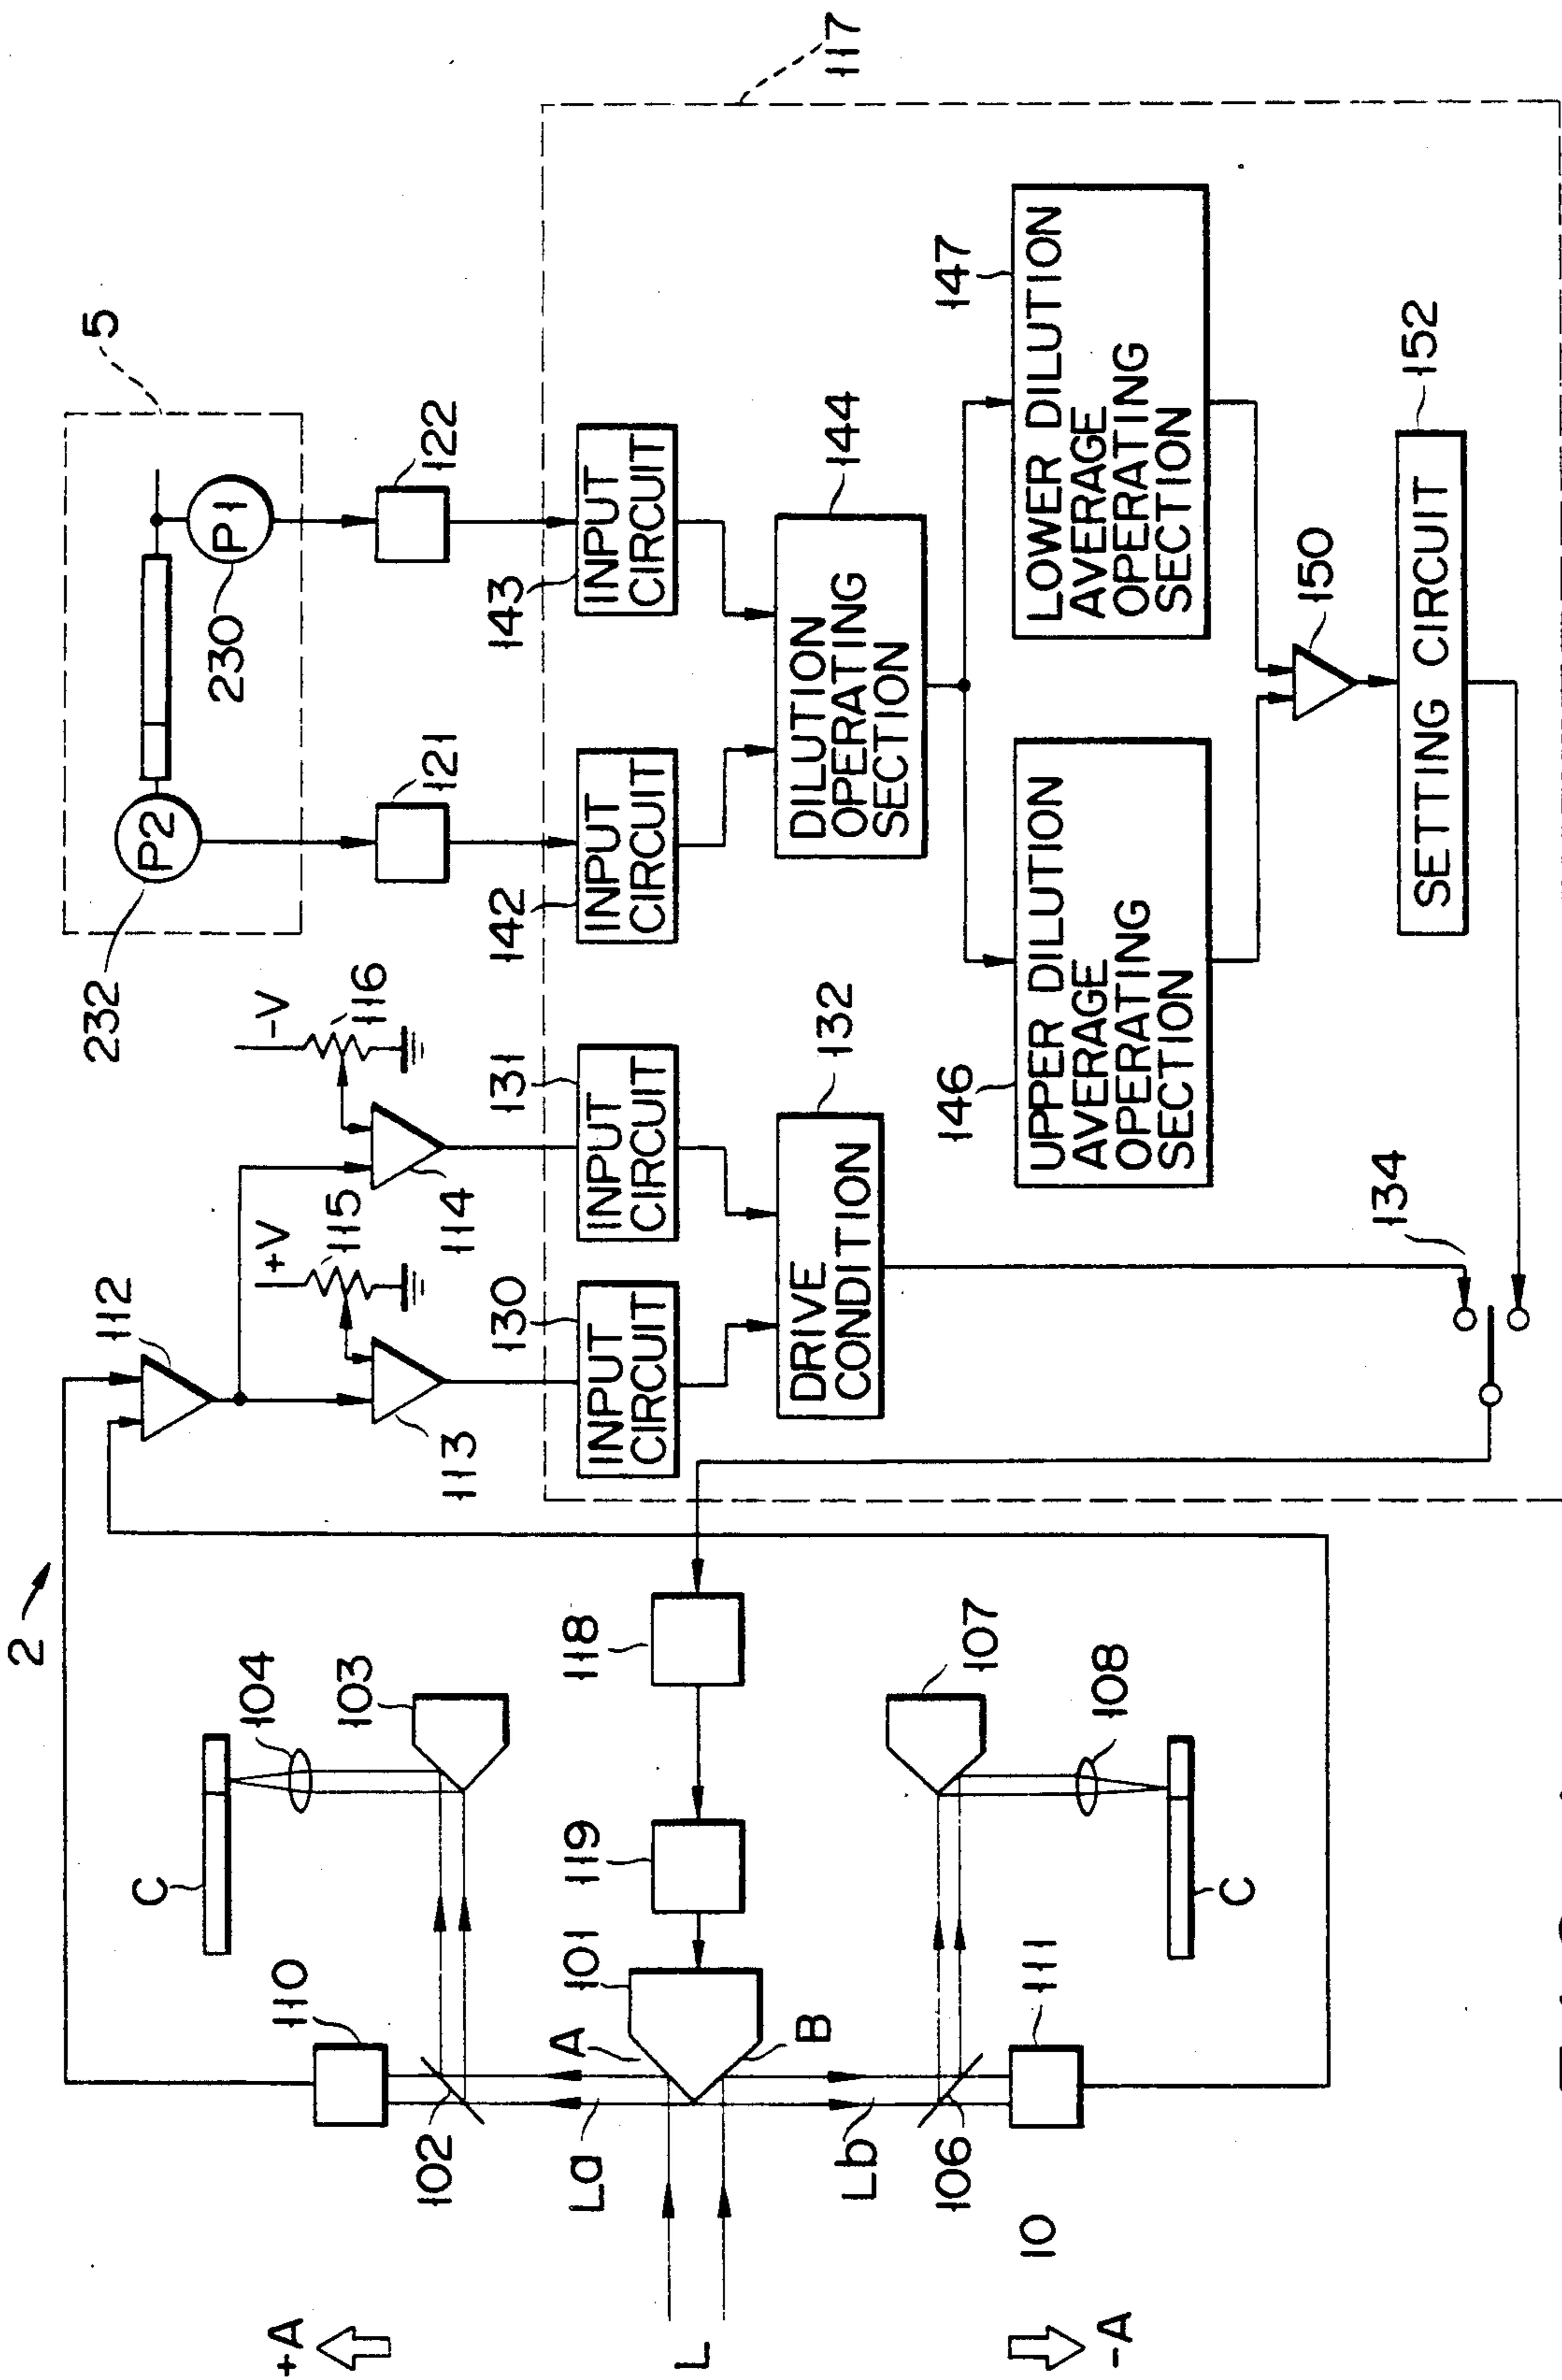 2
+A
-A
L
10
La
Lb
A
B
C
C
101
102
103
104
106
107
108
110
111
112
113
114
+V
115
-V
116
117
118
119
5
P2
232
P1
230
121
122
130
INPUT
CIRCUIT
131
INPUT
CIRCUIT
142
INPUT
CIRCUIT
143
INPUT
CIRCUIT
132
DRIVE
CONDITION
134
144
DILUTION
OPERATING
SECTION
146
UPPER DILUTION
AVERAGE
OPERATING
SECTION
147
LOWER DILUTION
AVERAGE
OPERATING
SECTION
150
152
SETTING CIRCUIT